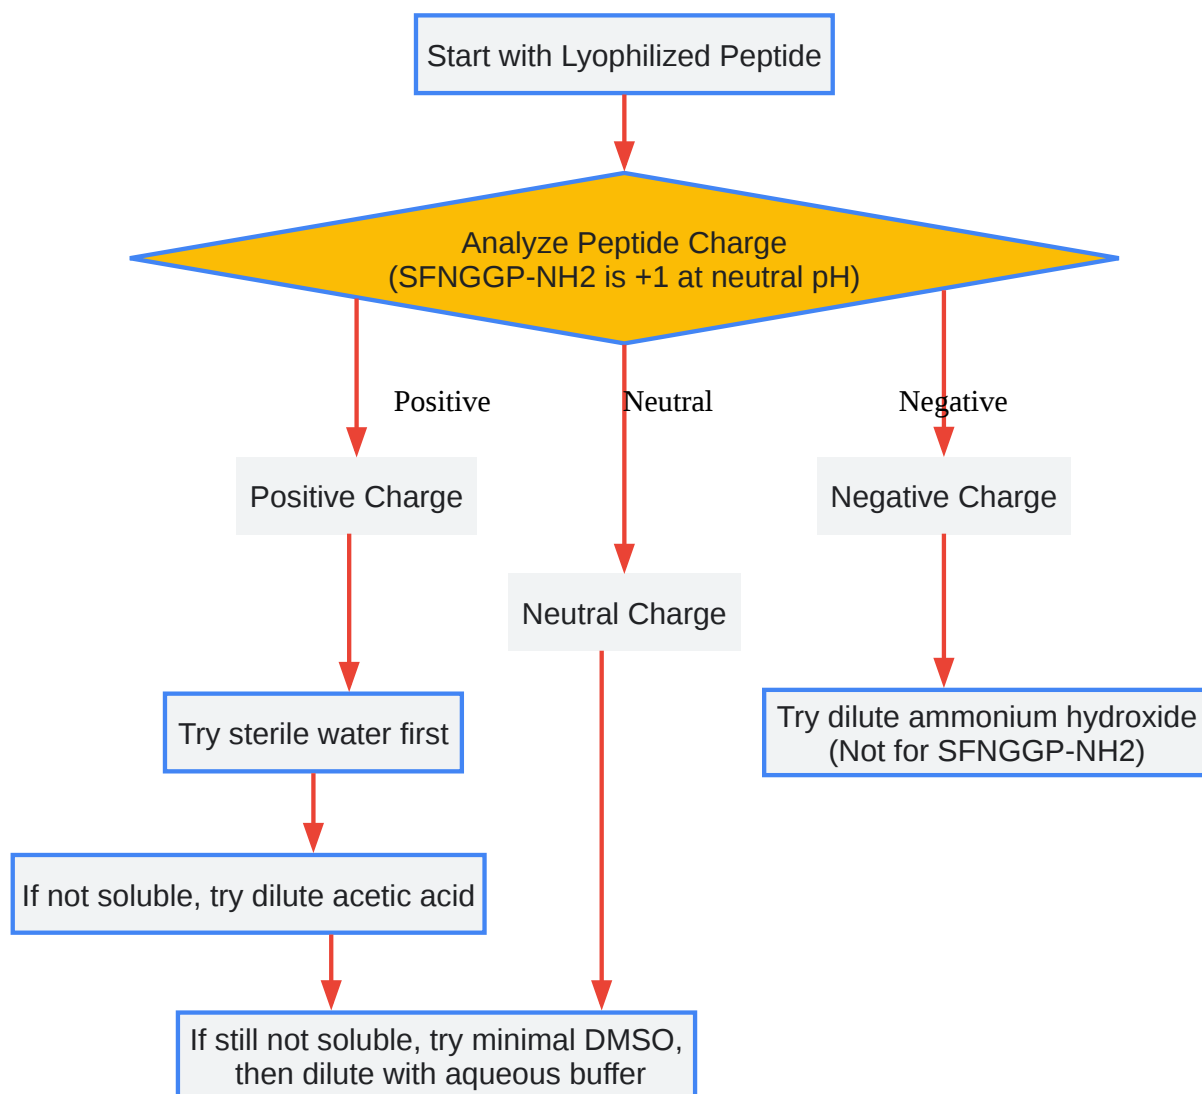 Start with Lyophilized Peptide
Analyze Peptide Charge
(SFNGGP-NH2 is +1 at neutral pH)
Positive
Neutral
Negative
Positive Charge
Negative Charge
Neutral Charge
Try sterile water first
Try dilute ammonium hydroxide
(Not for SFNGGP-NH2)
If not soluble, try dilute acetic acid
If still not soluble, try minimal DMSO,
then dilute with aqueous buffer